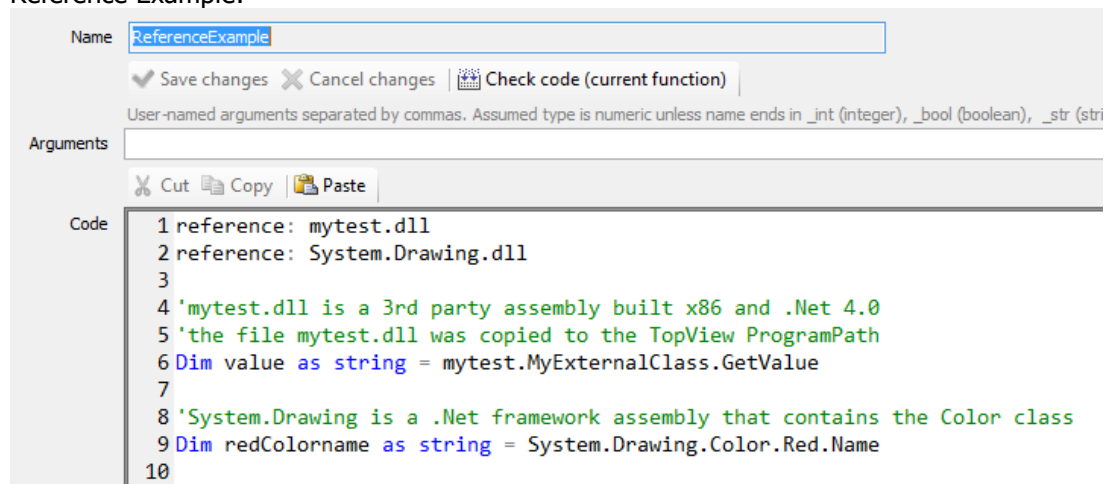 Reference Example:
Name ReferenceExample
Save changes Cancel changes Check code (current function)
User-named arguments separated by commas. Assumed type is numeric unless name ends in _int (integer), _bool (boolean), _str (stri
Arguments
Cut Copy Paste
Code
1 reference: mytest.dll
2 reference: System.Drawing.dll
3
4 'mytest.dll is a 3rd party assembly built x86 and .Net 4.0
5 'the file mytest.dll was copied to the TopView ProgramPath
6 Dim value as string = mytest.MyExternalClass.GetValue
7
8 'System.Drawing is a .Net framework assembly that contains the Color class
9 Dim redColorname as string = System.Drawing.Color.Red.Name
10